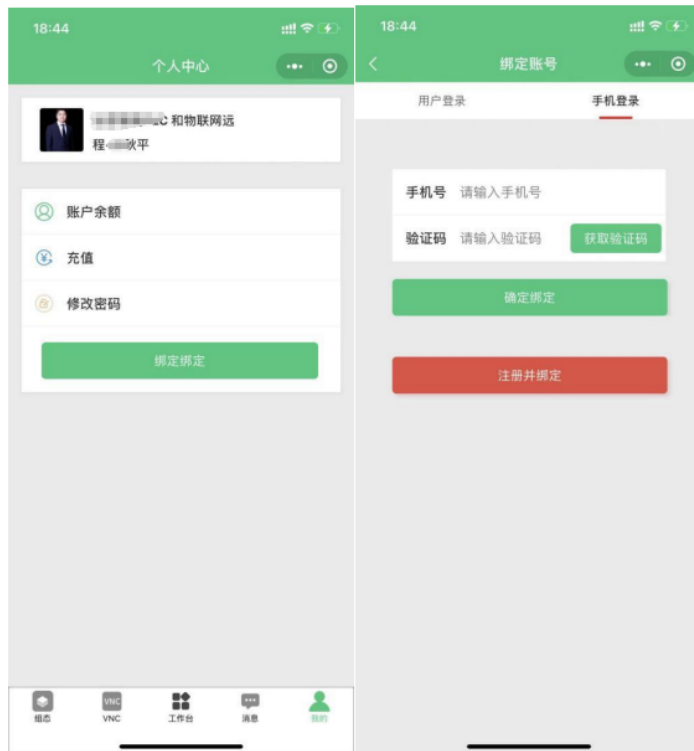 18:44
个人中心
C 和物联网远
程 秋平
账户余额
充值
修改密码
绑定绑定
组态
VNC
VNC
工作台
消息
我的
18:44
绑定账号
用户登录
手机登录
手机号 请输入手机号
验证码 请输入验证码 获取验证码
确定绑定
注册并绑定